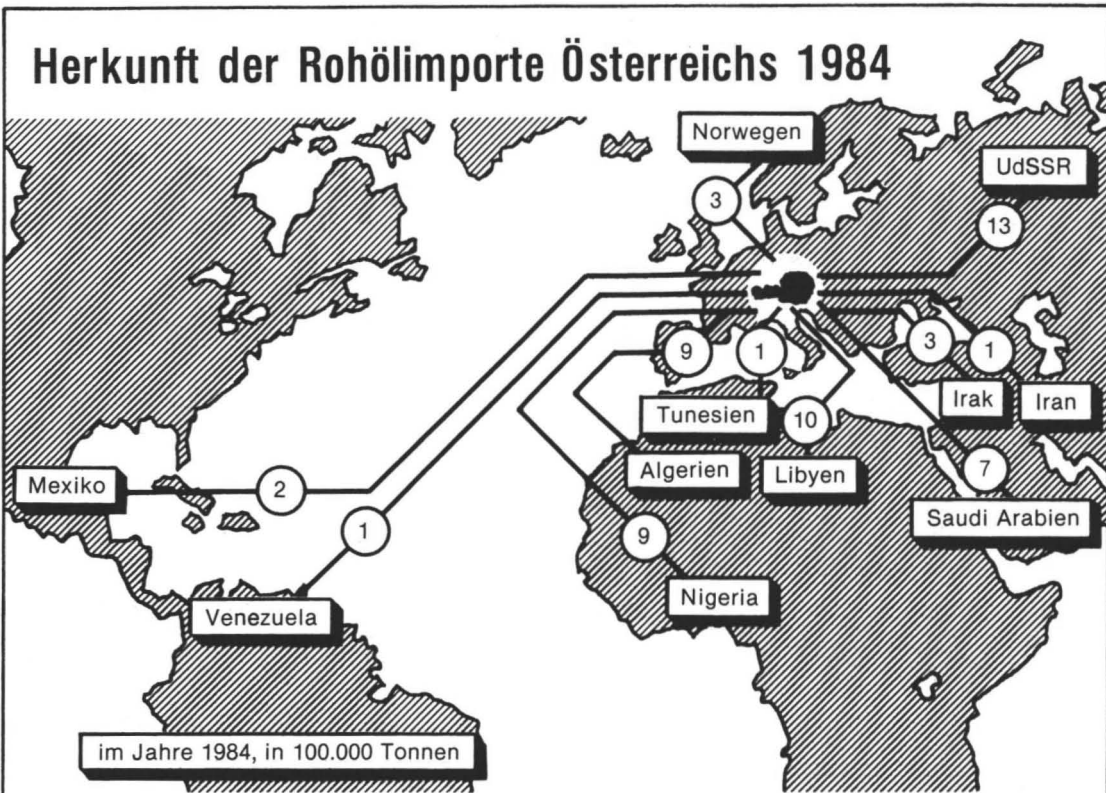 Herkunft der Rohölimporte Österreichs 1984
Norwegen
3
UdSSR
13
9
1
3
1
Tunesien
10
Irak
Iran
Mexiko
2
Algerien
Libyen
7
1
Saudi Arabien
9
Nigeria
Venezuela
im Jahre 1984, in 100.000 Tonnen